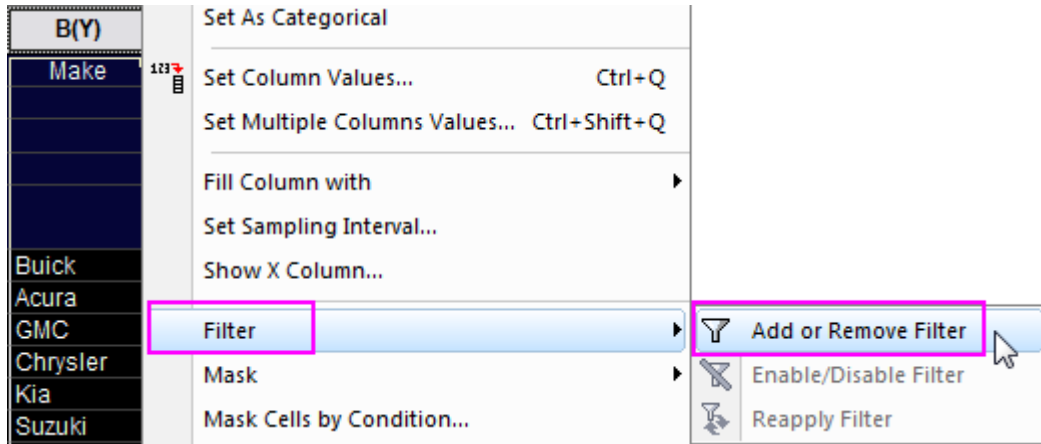 B(Y)
Make
Buick
Acura
GMC
Chrysler
Kia
Suzuki
Set As Categorical
123
Set Column Values... Ctrl+Q
Set Multiple Columns Values... Ctrl+Shift+Q
Fill Column with
Set Sampling Interval...
Show X Column...
Filter
Mask
Mask Cells by Condition...
Add or Remove Filter
Enable/Disable Filter
Reapply Filter